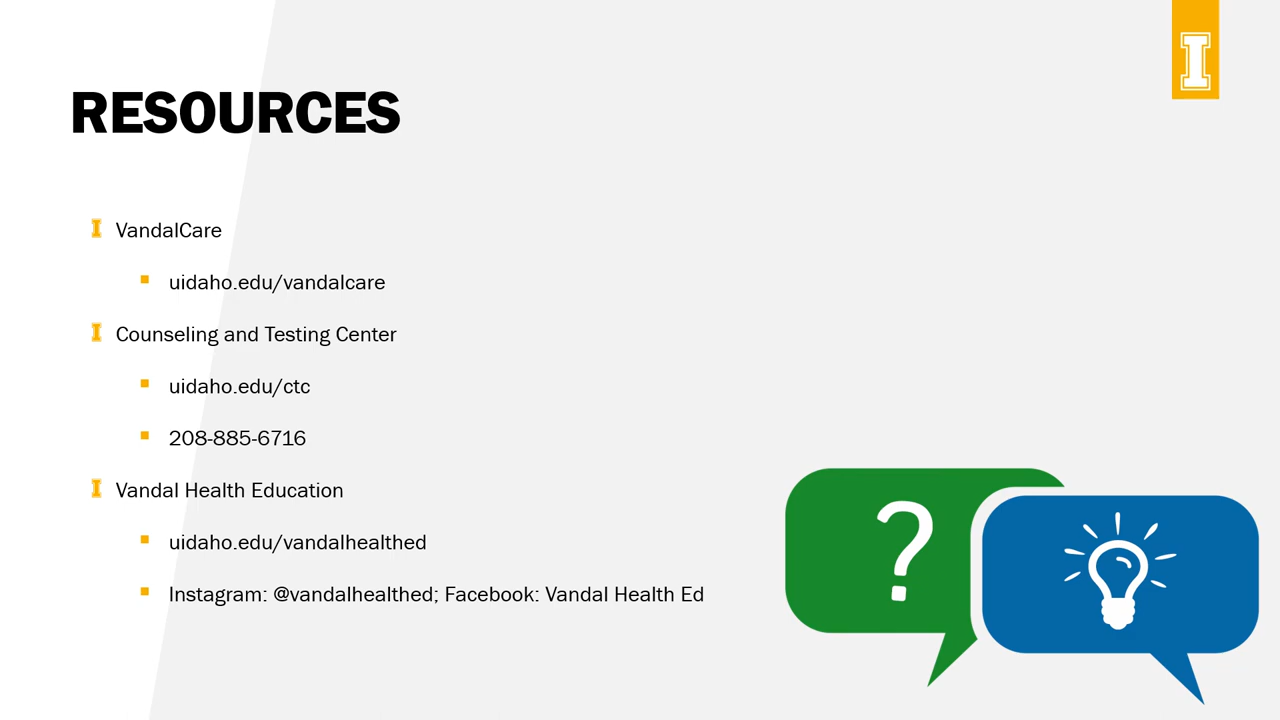 I
RESOURCES
VandalCare
uidaho.edu/vandalcare
Counseling and Testing Center
uidaho.edu/ctc
208-885-6716
Vandal Health Education
uidaho.edu/vandalhealthed
Instagram: @vandalhealthed; Facebook: Vandal Health Ed
?